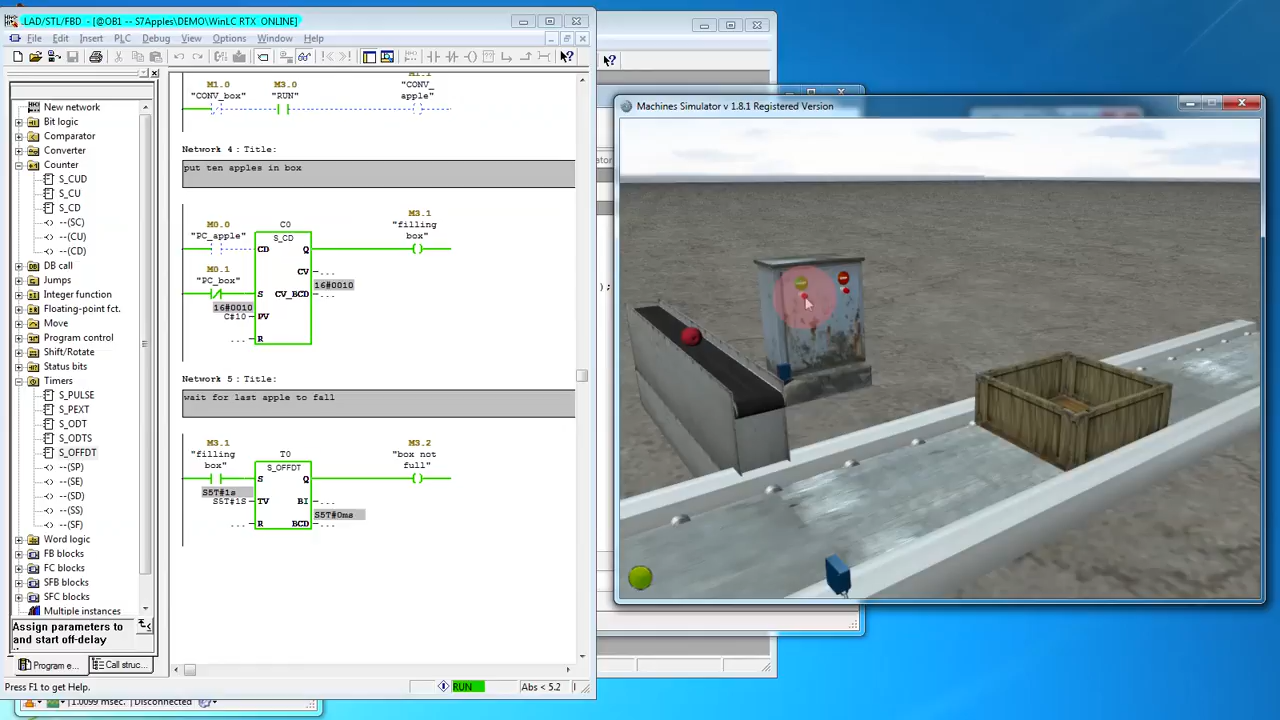 LAD/STL/FBD - [@OB1 -- S7Apples\DEMO\WinLC RTX ONLINE]
File Edit Insert PLC Debug View Options Window Help
New network
Bit logic
Comparator
Converter
Counter
S_CUD
S_CU
S_CD
--(SC)
--(CU)
--(CD)
DB call
Jumps
Integer function
Floating-point fct.
Move
Program control
Shift/Rotate
Status bits
Timers
S_PULSE
S_PEXT
S_ODT
S_ODTS
S_OFFDT
--(SP)
--(SE)
--(SD)
--(SS)
--(SF)
Word logic
FB blocks
FC blocks
SFB blocks
SFC blocks
Multiple instances
Assign parameters to
and start off-delay
Program e...
Call struc...
M1.0 M3.0 M1.1
"CONV_box" "RUN" "CONV_
apple"
Network 4 : Title:
put ten apples in box
M0.0 C0 M3.1
"PC_apple" S_CD "filling
box"
CD Q
M0.1
"PC_box" CV ...
16#0010
S CV_BCD ...
16#0010
C#10 PV
... R
Network 5 : Title:
wait for last apple to fall
M3.1 M3.2
"filling
box" T0 "box not
full"
S_OFFDT
S Q
S5T#1s
S5T#1S TV BI ...
S5T#0ms
... R BCD ...
Press F1 to get Help.
RUN
Abs < 5.2
1.0099 msec.
Disconnected
Machines Simulator v 1.8.1 Registered Version
);